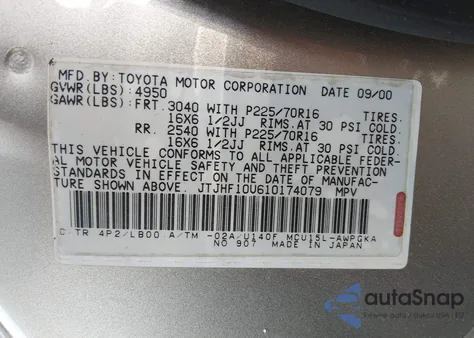 MFD.BY: TOYOTA MOTOR CORPORATION DATE 09/00
GVWR(LBS): 4950
GAWR(LBS): FRT. 3040 WITH P225/70R16 TIRES.
16X6 1/2JJ RIMS.AT 30 PSI COLD.
RR. 2540 WITH P225/70R16 TIRES.
16X6 1/2JJ RIMS.AT 30 PSI COLD.
THIS VEHICLE CONFORMS TO ALL APPLICABLE FEDER-
AL MOTOR VEHICLE SAFETY AND THEFT PREVENTION
STANDARDS IN EFFECT ON THE DATE OF MANUFAC-
TURE SHOWN ABOVE. JTJHF10U610174079 MPV
C/TR 4P2/LB00 A/TM -02A/U140F MCU15L-AWPGKA
NO 907 MADE IN JAPAN
autoSnap